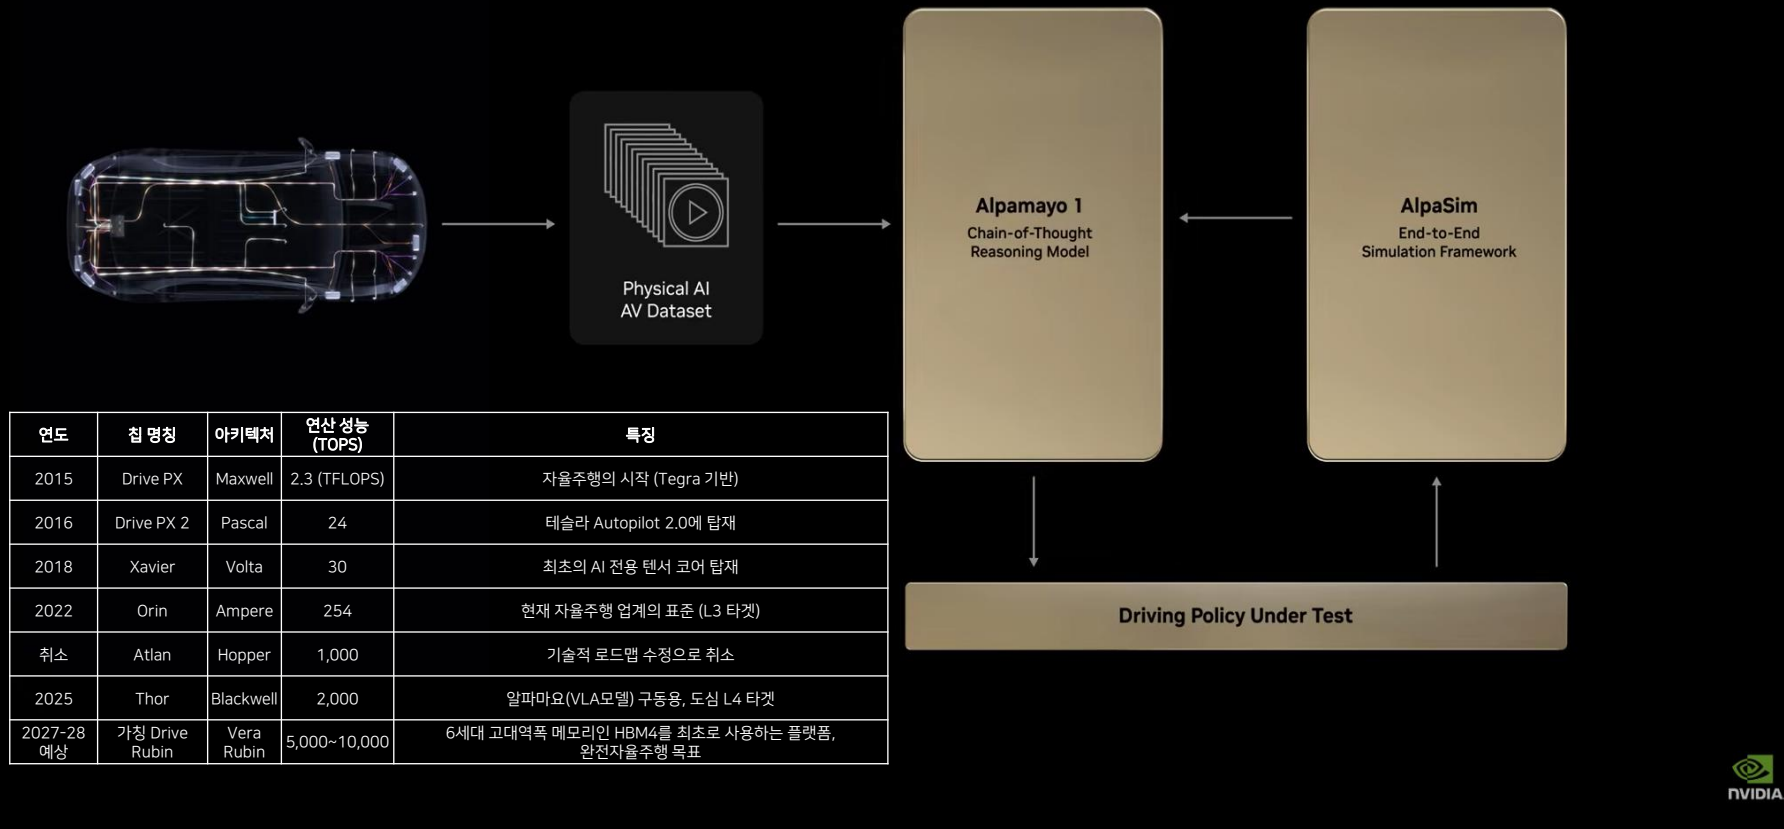 Physical AI
AV Dataset
Alpamayo 1
Chain-of-Thought
Reasoning Model
AlpaSim
End-to-End
Simulation Framework
Driving Policy Under Test
연도 칩 명칭 아키텍처 연산 성능 (TOPS) 특징
2015 Drive PX Maxwell 2.3 (TFLOPS) 자율주행의 시작 (Tegra 기반)
2016 Drive PX 2 Pascal 24 테슬라 Autopilot 2.0에 탑재
2018 Xavier Volta 30 최초의 AI 전용 텐서 코어 탑재
2022 Orin Ampere 254 현재 자율주행 업계의 표준 (L3 타겟)
취소 Atlan Hopper 1,000 기술적 로드맵 수정으로 취소
2025 Thor Blackwell 2,000 알파마요(VLA모델) 구동용, 도심 L4 타겟
2027-28 예상 가칭 Drive Rubin Vera Rubin 5,000~10,000 6세대 고대역폭 메모리인 HBM4를 최초로 사용하는 플랫폼, 완전자율주행 목표
NVIDIA